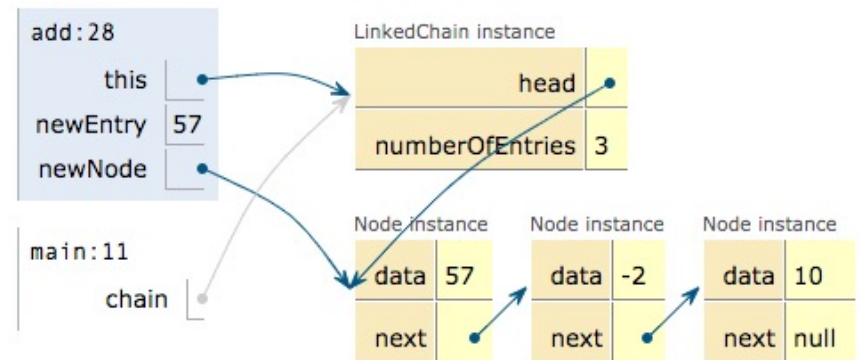 add:28
this
newEntry 57
newNode
main:11
chain
LinkedChain instance
head
numberOfEntries 3
Node instance Node instance Node instance
data 57 data -2 data 10
next next next null